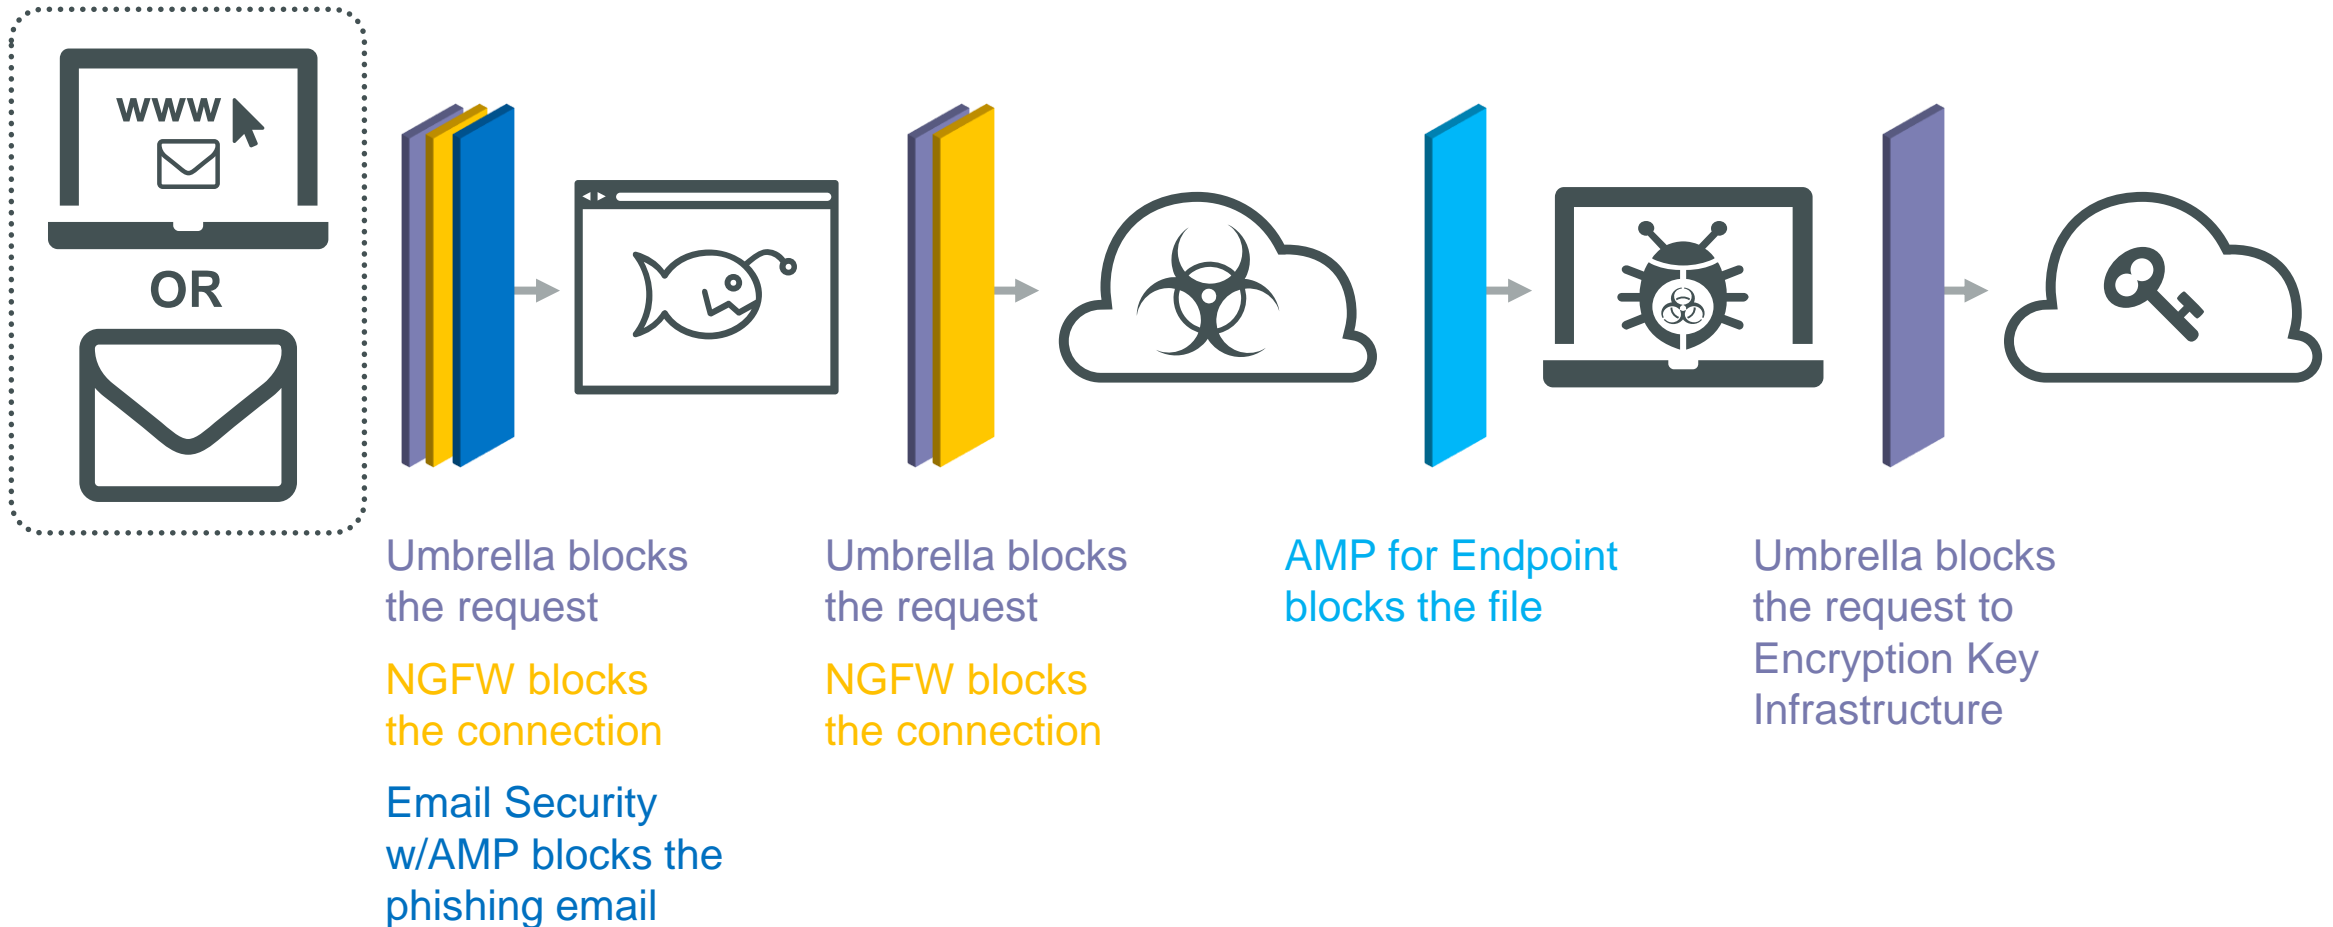 WWW
OR
Umbrella blocks
the request
NGFW blocks
the connection
Email Security
w/AMP blocks the
phishing email
Umbrella blocks
the request
NGFW blocks
the connection
AMP for Endpoint
blocks the file
Umbrella blocks
the request to
Encryption Key
Infrastructure